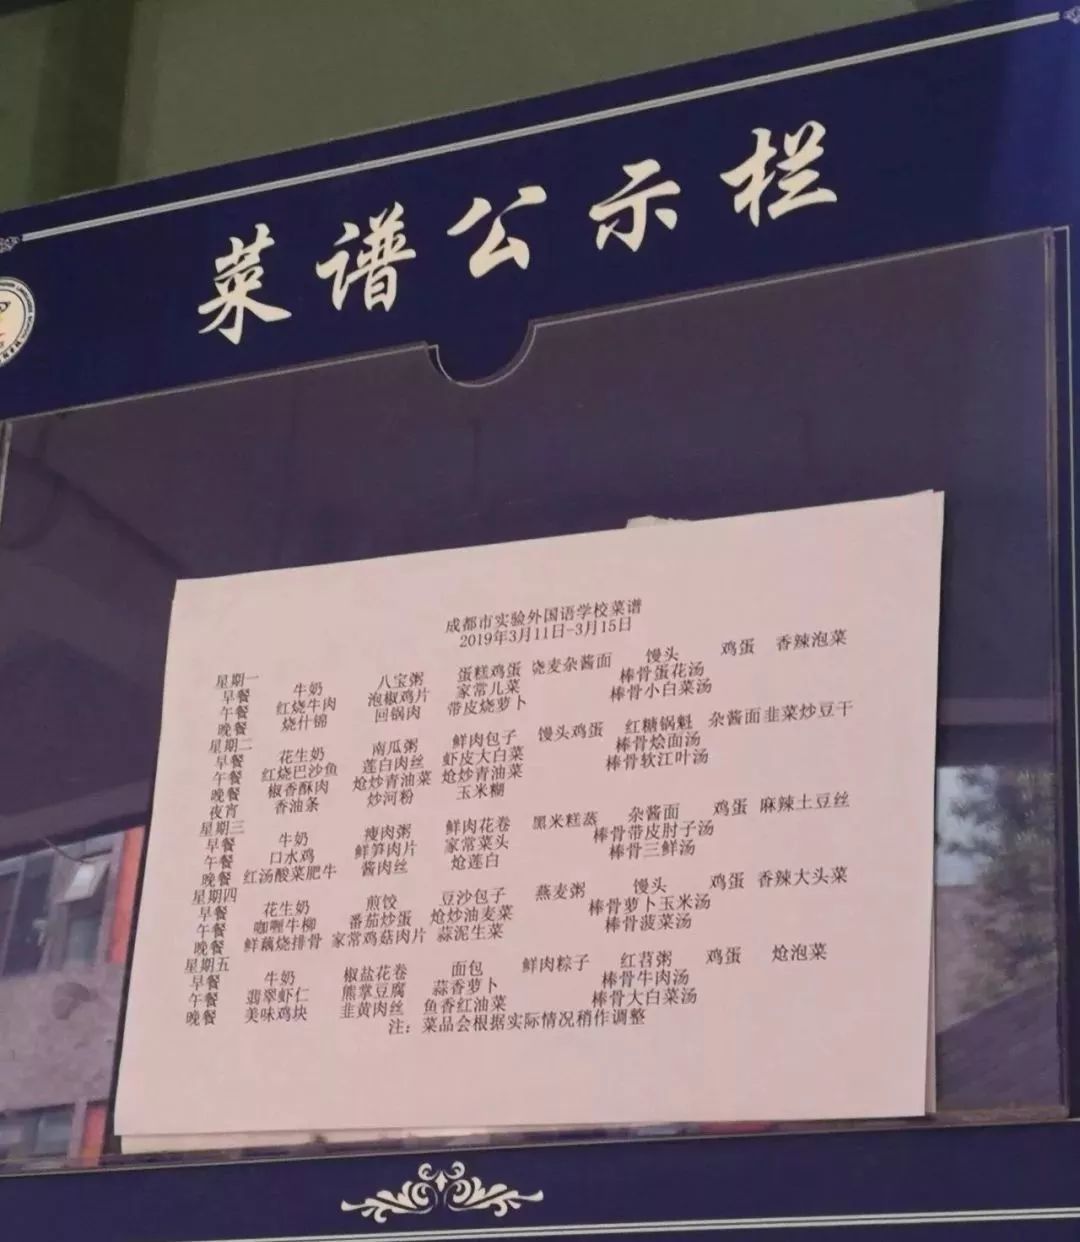 菜谱公示栏
成都市实验外国语学校菜谱
2019年3月11日-3月15日
星期一
早餐 牛奶 八宝粥 蛋糕鸡蛋 烧麦杂酱面 馒头 鸡蛋 香辣泡菜
午餐 红烧牛肉 泡椒鸡片 家常儿菜 棒骨蛋花汤
晚餐 烧什锦 回锅肉 带皮烧萝卜 棒骨小白菜汤
星期二
早餐 花生奶 南瓜粥 鲜肉包子 馒头鸡蛋 红糖锅魁 杂酱面 韭菜炒豆干
午餐 红烧巴沙鱼 莲白肉丝 虾皮大白菜 棒骨烩面汤
晚餐 椒香酥肉 炝炒青油菜 炝炒青油菜 棒骨软江叶汤
夜宵 香油条 炒河粉 玉米糊
星期三
早餐 牛奶 瘦肉粥 鲜肉花卷 黑米糕蒸 杂酱面 鸡蛋 麻辣土豆丝
午餐 口水鸡 鲜笋肉片 家常菜头 棒骨带皮肘子汤
晚餐 红汤酸菜肥牛 酱肉丝 炝莲白 棒骨三鲜汤
星期四
早餐 花生奶 煎饺 豆沙包子 燕麦粥 馒头 鸡蛋 香辣大头菜
午餐 咖喱牛柳 番茄炒蛋 炝炒油麦菜 棒骨萝卜玉米汤
晚餐 鲜藕烧排骨 家常鸡菇肉片 蒜泥生菜 棒骨菠菜汤
星期五
早餐 牛奶 椒盐花卷 面包 鲜肉粽子 红苕粥 鸡蛋 炝泡菜
午餐 翡翠虾仁 熊掌豆腐 蒜香萝卜 棒骨牛肉汤
晚餐 美味鸡块 韭黄肉丝 鱼香红油菜 棒骨大白菜汤
注：菜品会根据实际情况稍作调整